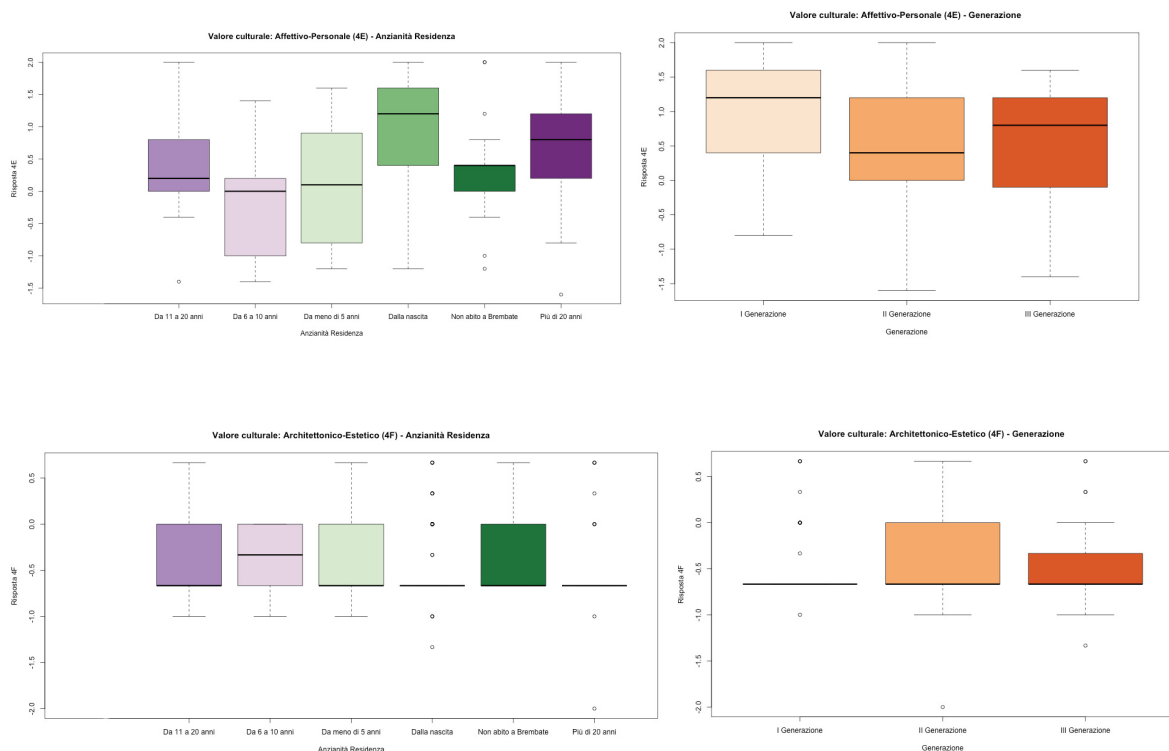 Valore culturale: Affettivo-Personale (4E) - Anzianità Residenza
Risposta 4E
2.0
1.5
1.0
0.5
0.0
-0.5
-1.0
-1.5
Da 11 a 20 anni
Da 6 a 10 anni
Da meno di 5 anni
Dalla nascita
Non abito a Brembate
Più di 20 anni
Anzianità Residenza
Valore culturale: Affettivo-Personale (4E) - Generazione
Risposta 4E
2.0
1.5
1.0
0.5
0.0
-0.5
-1.0
-1.5
I Generazione
II Generazione
III Generazione
Generazione
Valore culturale: Architettonico-Estetico (4F) - Anzianità Residenza
Risposta 4F
0.5
0.0
-0.5
-1.0
-1.5
-2.0
Da 11 a 20 anni
Da 6 a 10 anni
Da meno di 5 anni
Dalla nascita
Non abito a Brembate
Più di 20 anni
Anzianità Residenza
Valore culturale: Architettonico-Estetico (4F) - Generazione
Risposta 4F
0.5
0.0
-0.5
-1.0
-1.5
-2.0
I Generazione
II Generazione
III Generazione
Generazione